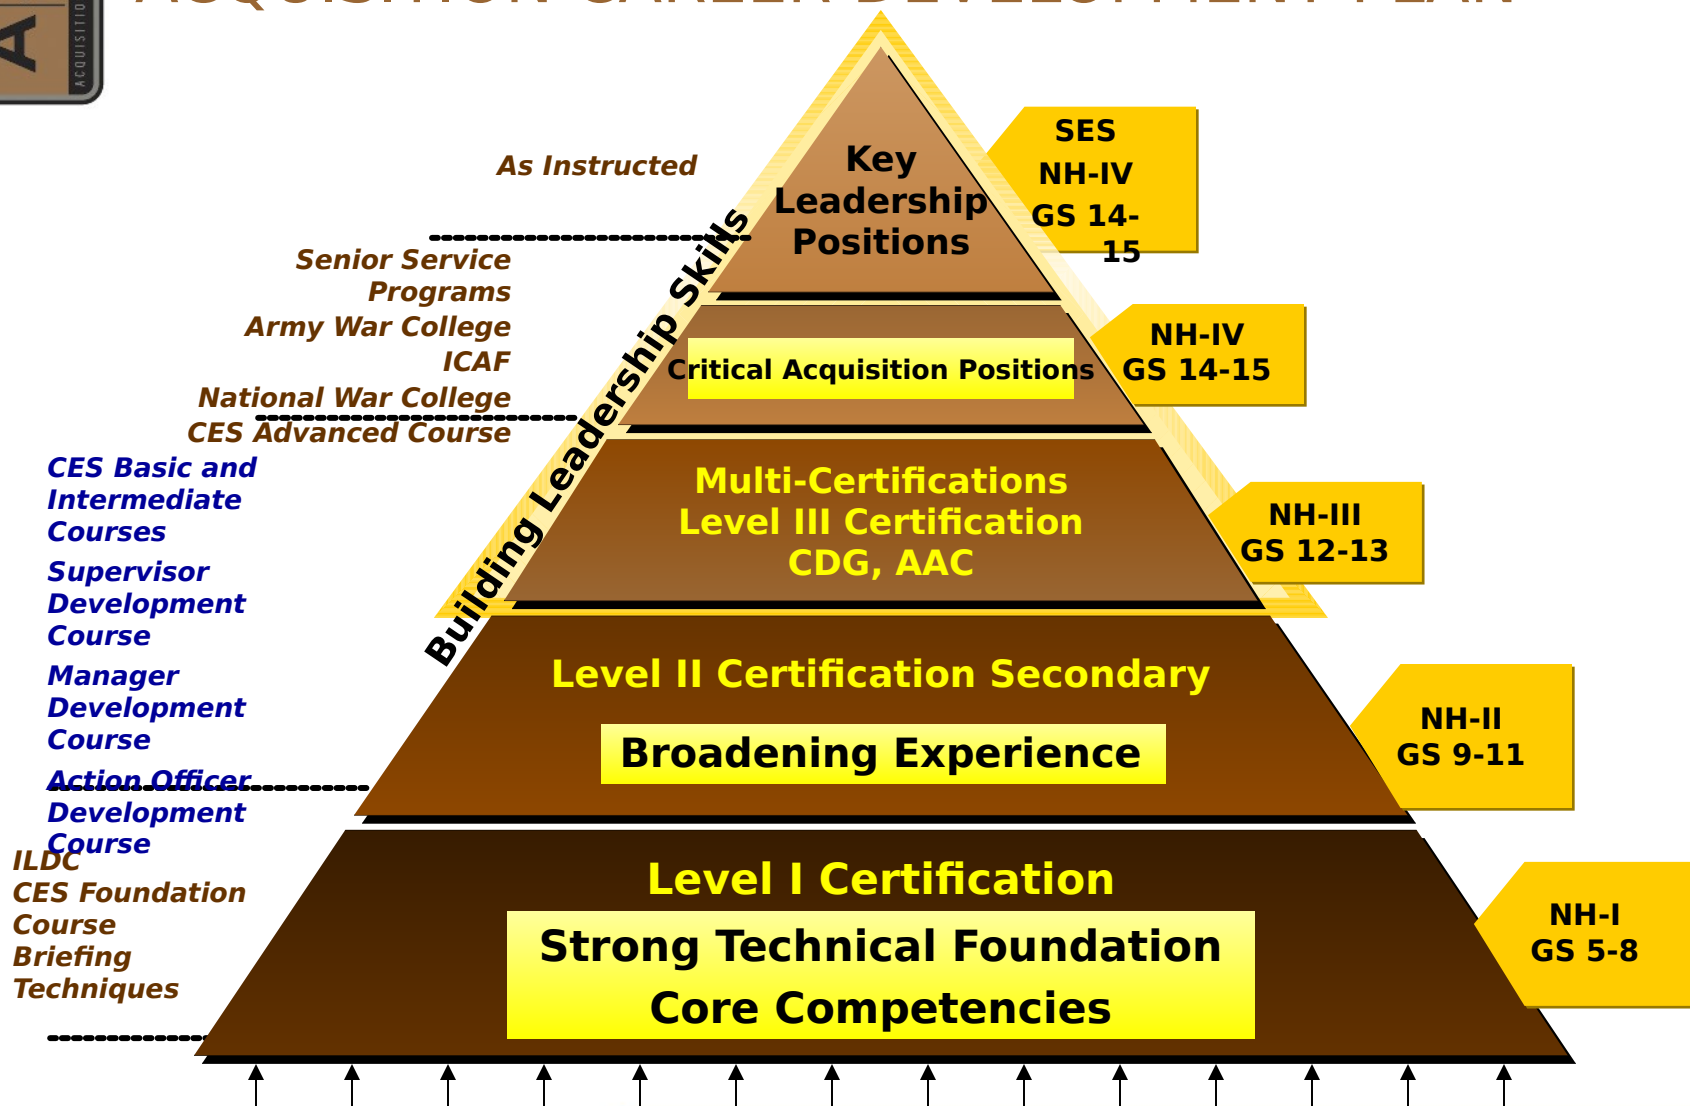 ACQUISITION CAREER DEVELOPMENT PLAN
A
As Instructed
Senior Service
Programs
Army War College
ICAF
National War College
CES Advanced Course
CES Basic and
Intermediate
Courses
Supervisor
Development
Course
Manager
Development
Course
Action Officer
Development
Course
ILDC
CES Foundation
Course
Briefing
Techniques
Building Leadership Skills
Key
Leadership
Positions
Critical Acquisition Positions
Multi-Certifications
Level III Certification
CDG, AAC
Level II Certification Secondary
Broadening Experience
Level I Certification
Strong Technical Foundation
Core Competencies
SES
NH-IV
GS 14-
15
NH-IV
GS 14-15
NH-III
GS 12-13
NH-II
GS 9-11
NH-I
GS 5-8